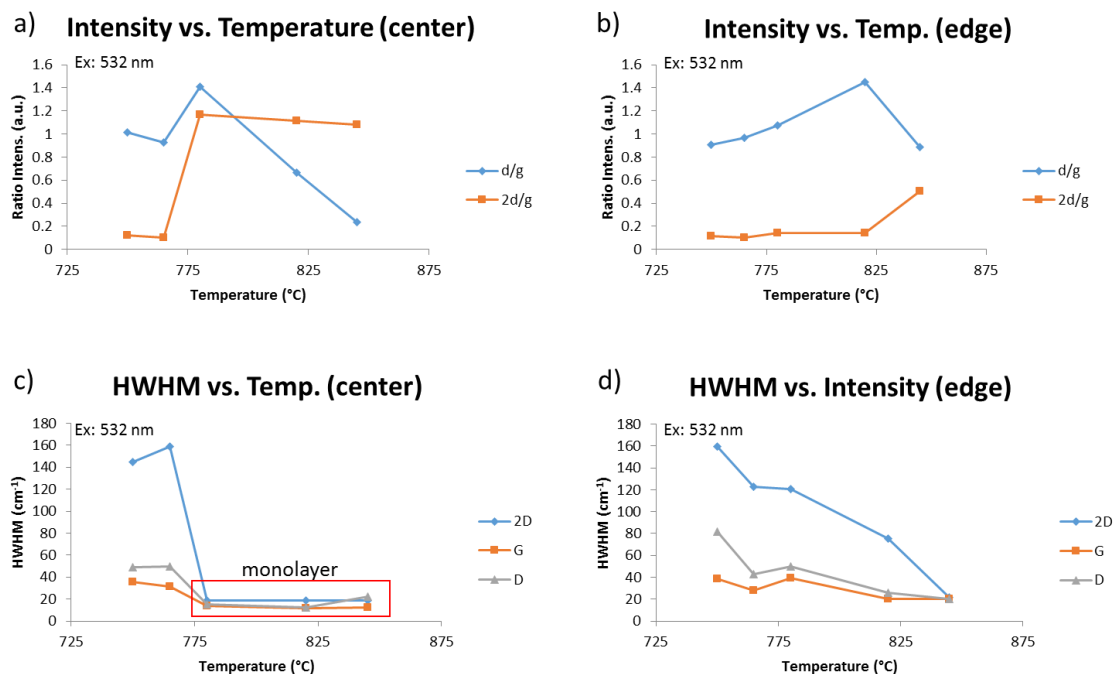 a) Intensity vs. Temperature (center)
Ex: 532 nm
Ratio Intens. (a.u.)
1.6
1.4
1.2
1
0.8
0.6
0.4
0.2
0
725 775 825 875
Temperature (°C)
d/g
2d/g
b) Intensity vs. Temp. (edge)
Ex: 532 nm
Ratio Intens. (a.u.)
1.6
1.4
1.2
1
0.8
0.6
0.4
0.2
0
725 775 825 875
Temperature (°C)
d/g
2d/g
c) HWHM vs. Temp. (center)
Ex: 532 nm
HWHM (cm-1)
180
160
140
120
100
80
60
40
20
0
monolayer
725 775 825 875
Temperature (°C)
2D
G
D
d) HWHM vs. Intensity (edge)
Ex: 532 nm
HWHM (cm-1)
180
160
140
120
100
80
60
40
20
0
725 775 825 875
Temperature (°C)
2D
G
D